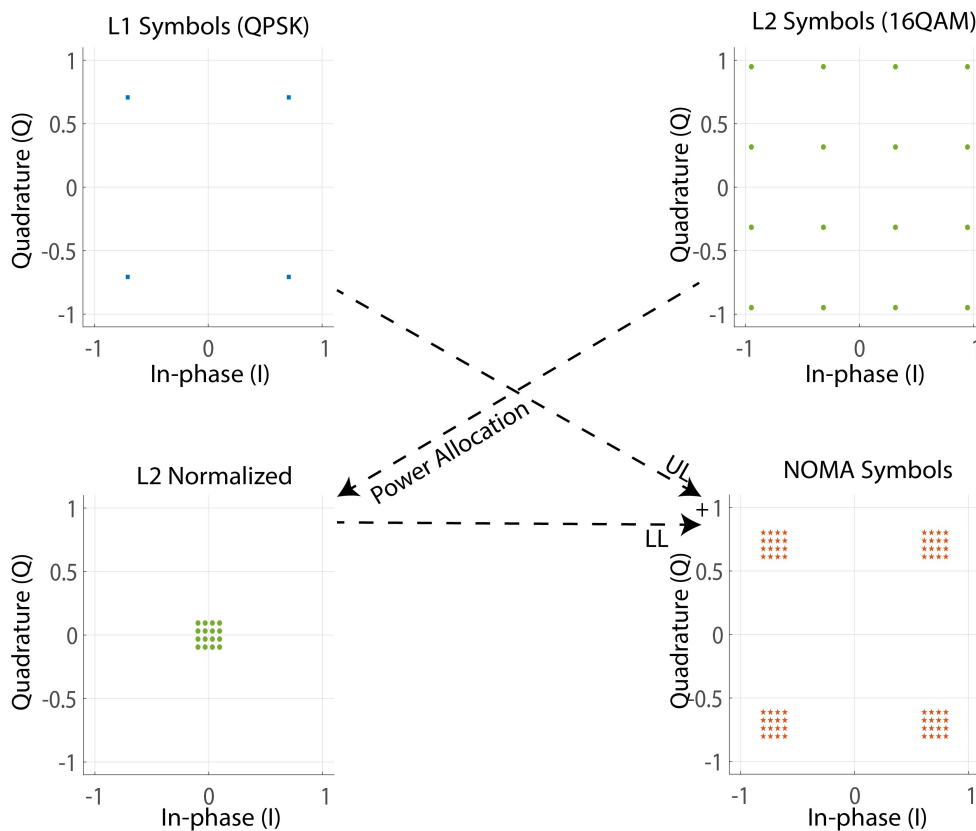 L1 Symbols (QPSK)
1
0.5
0
-0.5
-1
Quadrature (Q)
-1
0
1
In-phase (I)
L2 Symbols (16QAM)
1
0.5
0
-0.5
-1
Quadrature (Q)
-1
0
1
In-phase (I)
Power Allocation
UL
+
LL
L2 Normalized
1
0.5
0
-0.5
-1
Quadrature (Q)
-1
0
1
In-phase (I)
NOMA Symbols
1
0.5
0
-0.5
-1
Quadrature (Q)
-1
0
1
In-phase (I)